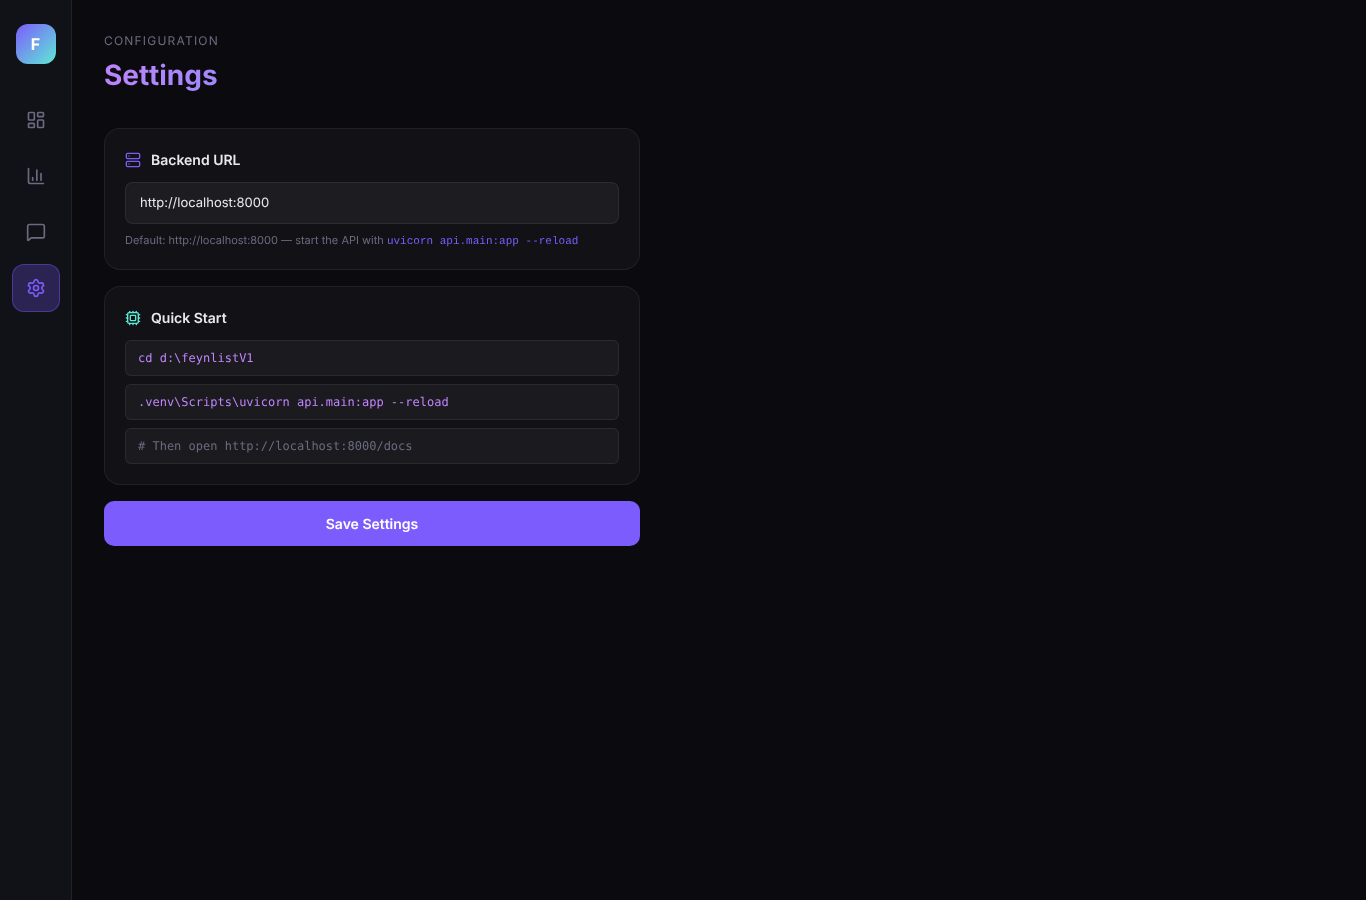 F
CONFIGURATION
Settings
Backend URL
http://localhost:8000
Default: http://localhost:8000 — start the API with uvicorn api.main:app --reload
Quick Start
cd d:\feynlistV1
.venv\Scripts\uvicorn api.main:app --reload
# Then open http://localhost:8000/docs
Save Settings